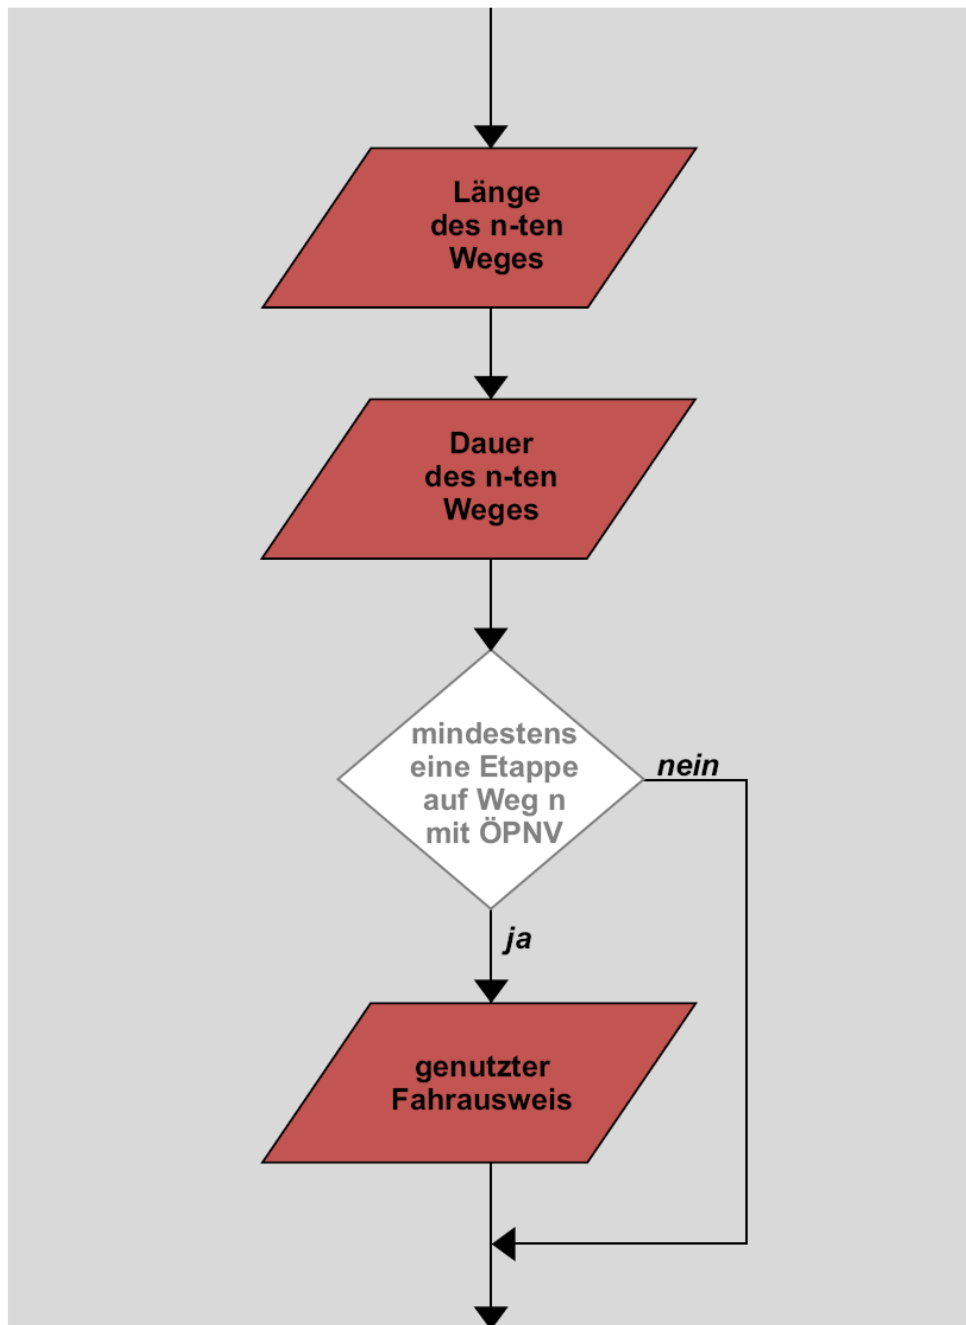 Länge
des n-ten
Weges
Dauer
des n-ten
Weges
mindestens
eine Etappe
auf Weg n
mit ÖPNV
nein
ja
genutzter
Fahrausweis